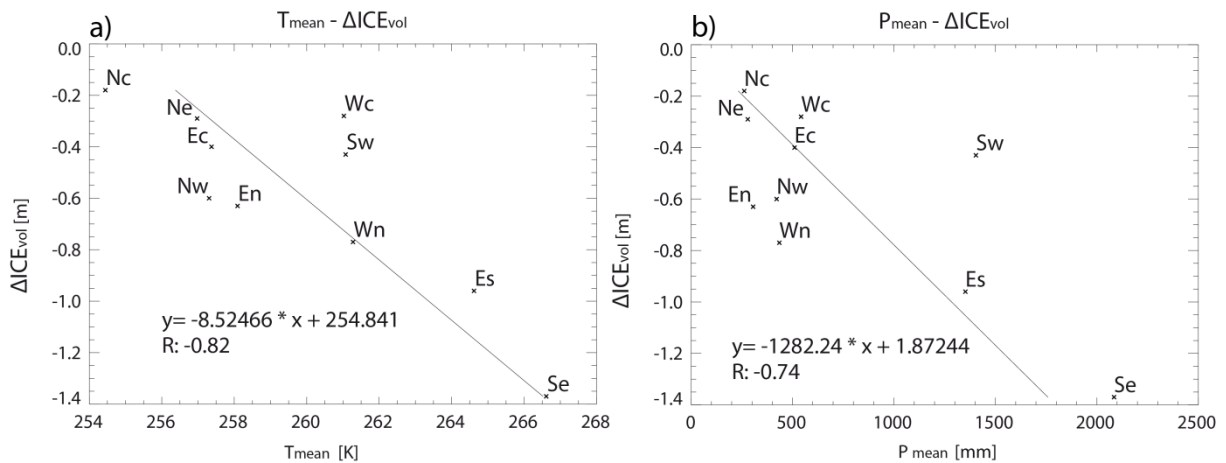 a)
Tmean - ΔICEvol
0.0
-0.2
-0.4
-0.6
-0.8
-1.0
-1.2
-1.4
ΔICEvol [m]
Nc
Ne
Ec
Nw
En
Wc
Sw
Wn
Es
Se
y= -8.52466 * x + 254.841
R: -0.82
254 256 258 260 262 264 266 268
Tmean [K]
b)
Pmean - ΔICEvol
0.0
-0.2
-0.4
-0.6
-0.8
-1.0
-1.2
-1.4
ΔICEvol [m]
Nc
Ne
Wc
Ec
Sw
En
Nw
Wn
Es
Se
y= -1282.24 * x + 1.87244
R: -0.74
0 500 1000 1500 2000 2500
P mean [mm]